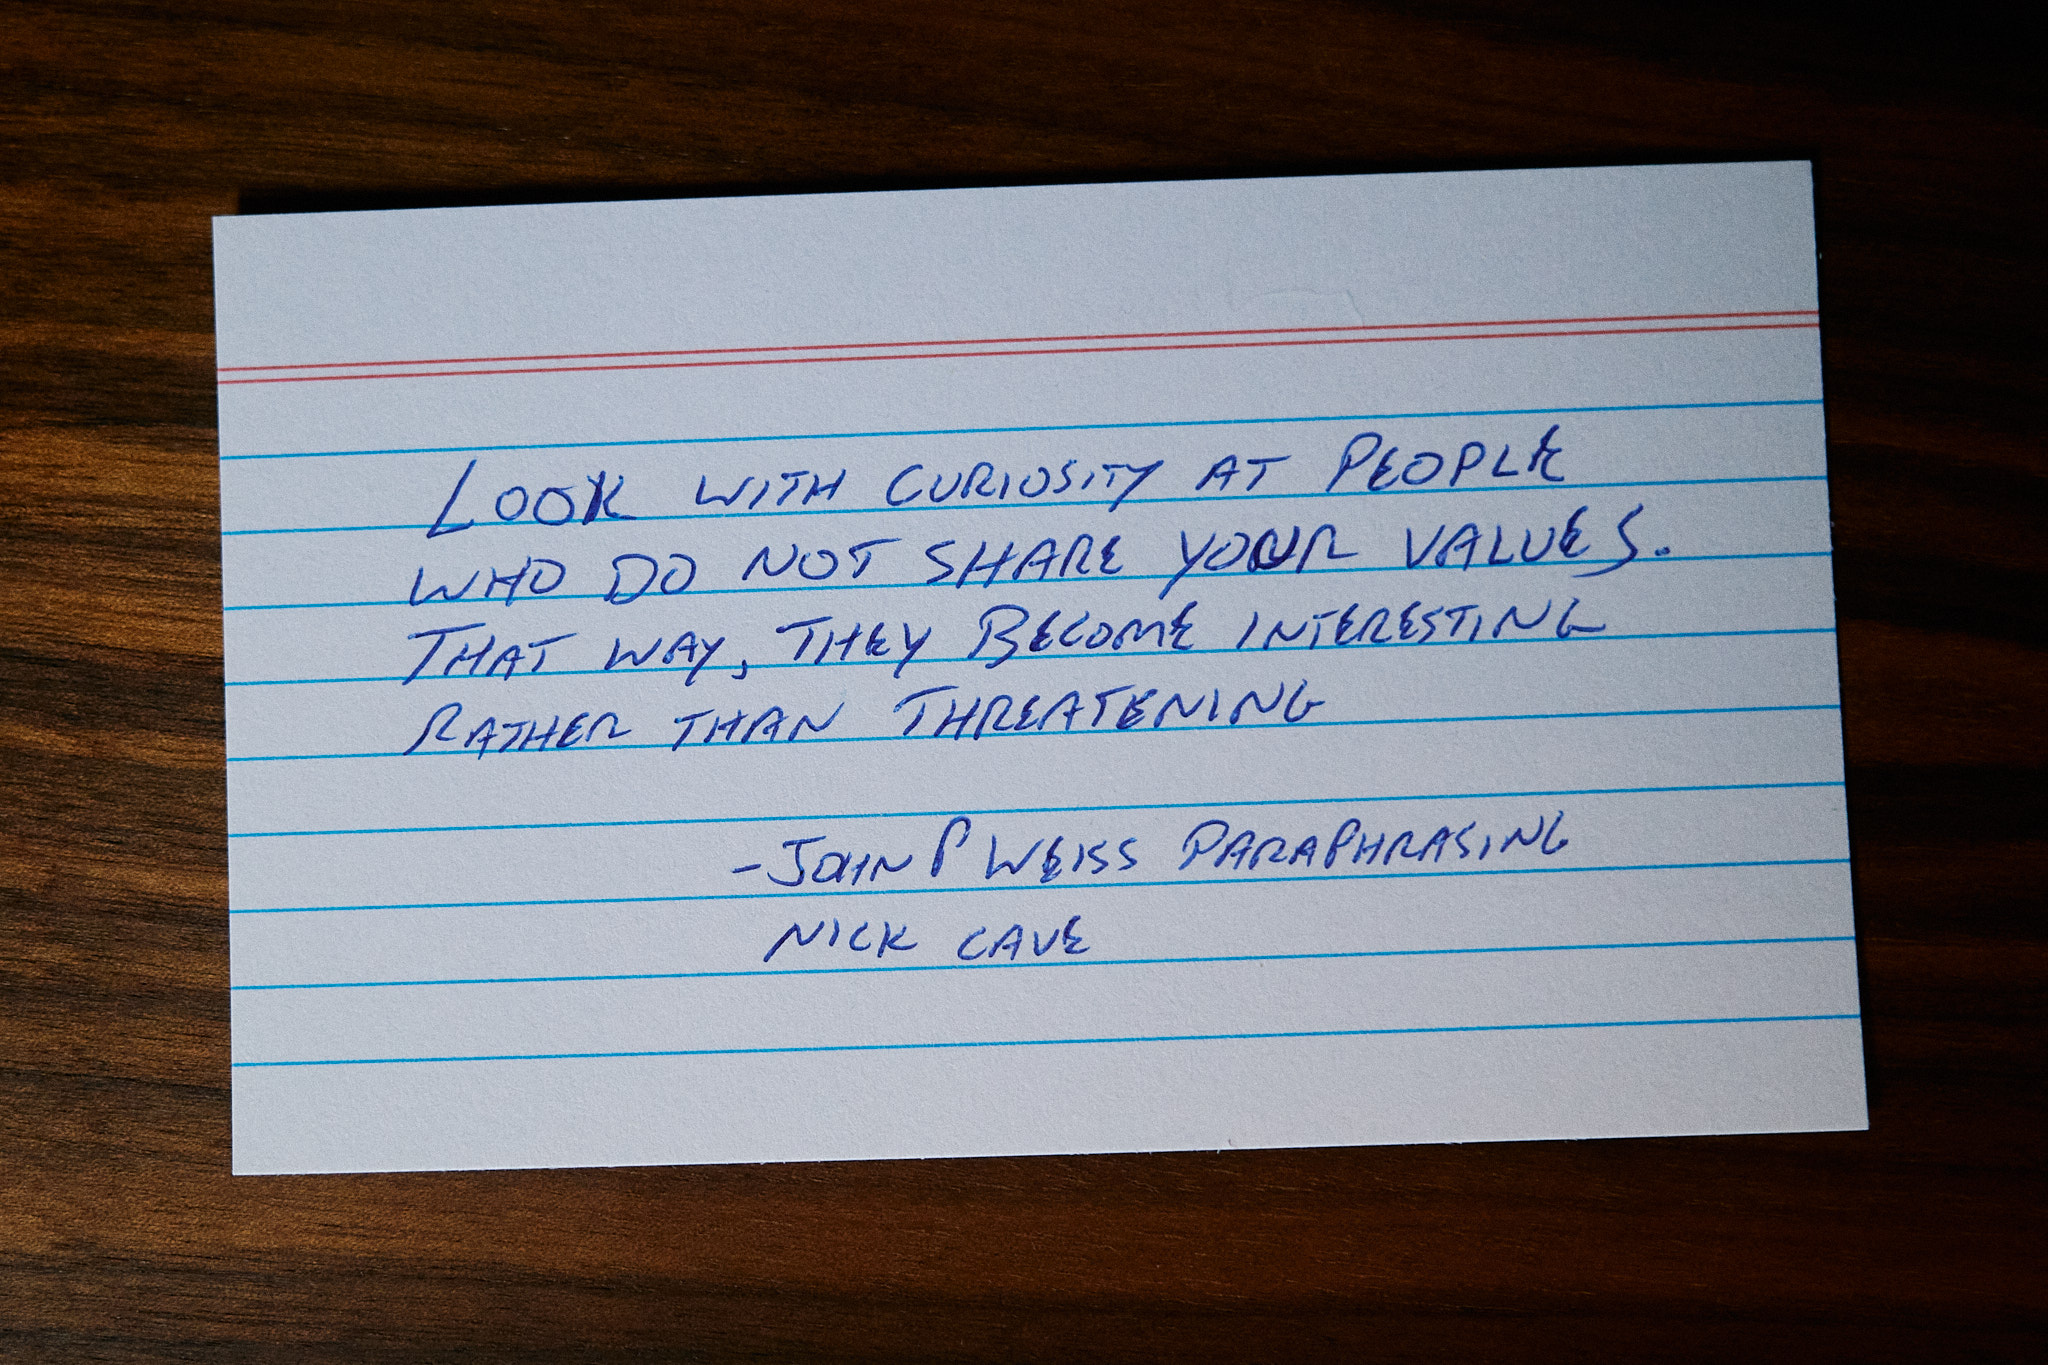 LOOK WITH CURIOSITY AT PEOPLE
WHO DO NOT SHARE YOUR VALUES.
THAT WAY, THEY BECOME INTERESTING
RATHER THAN THREATENING
-JOHN P WEISS PARAPHRASING
NICK CAVE